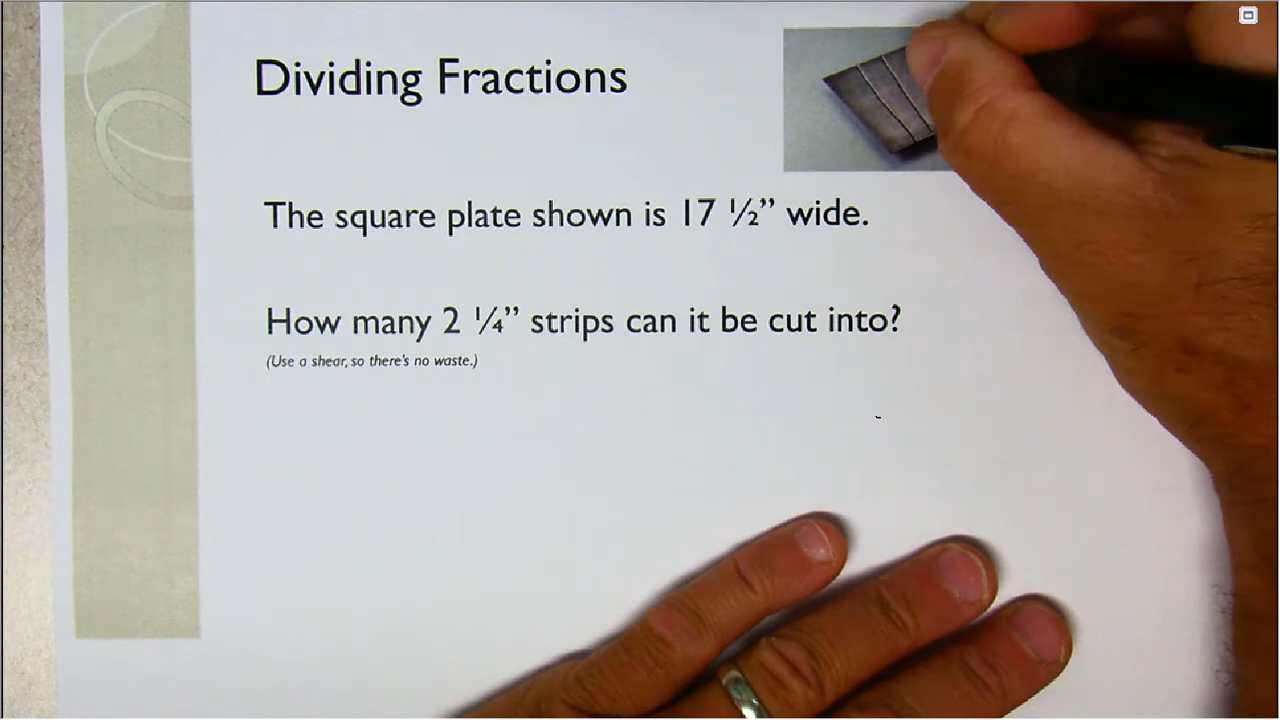 Dividing Fractions
The square plate shown is 17 ½” wide.
How many 2 ¼” strips can it be cut into?
(Use a shear, so there’s no waste.)